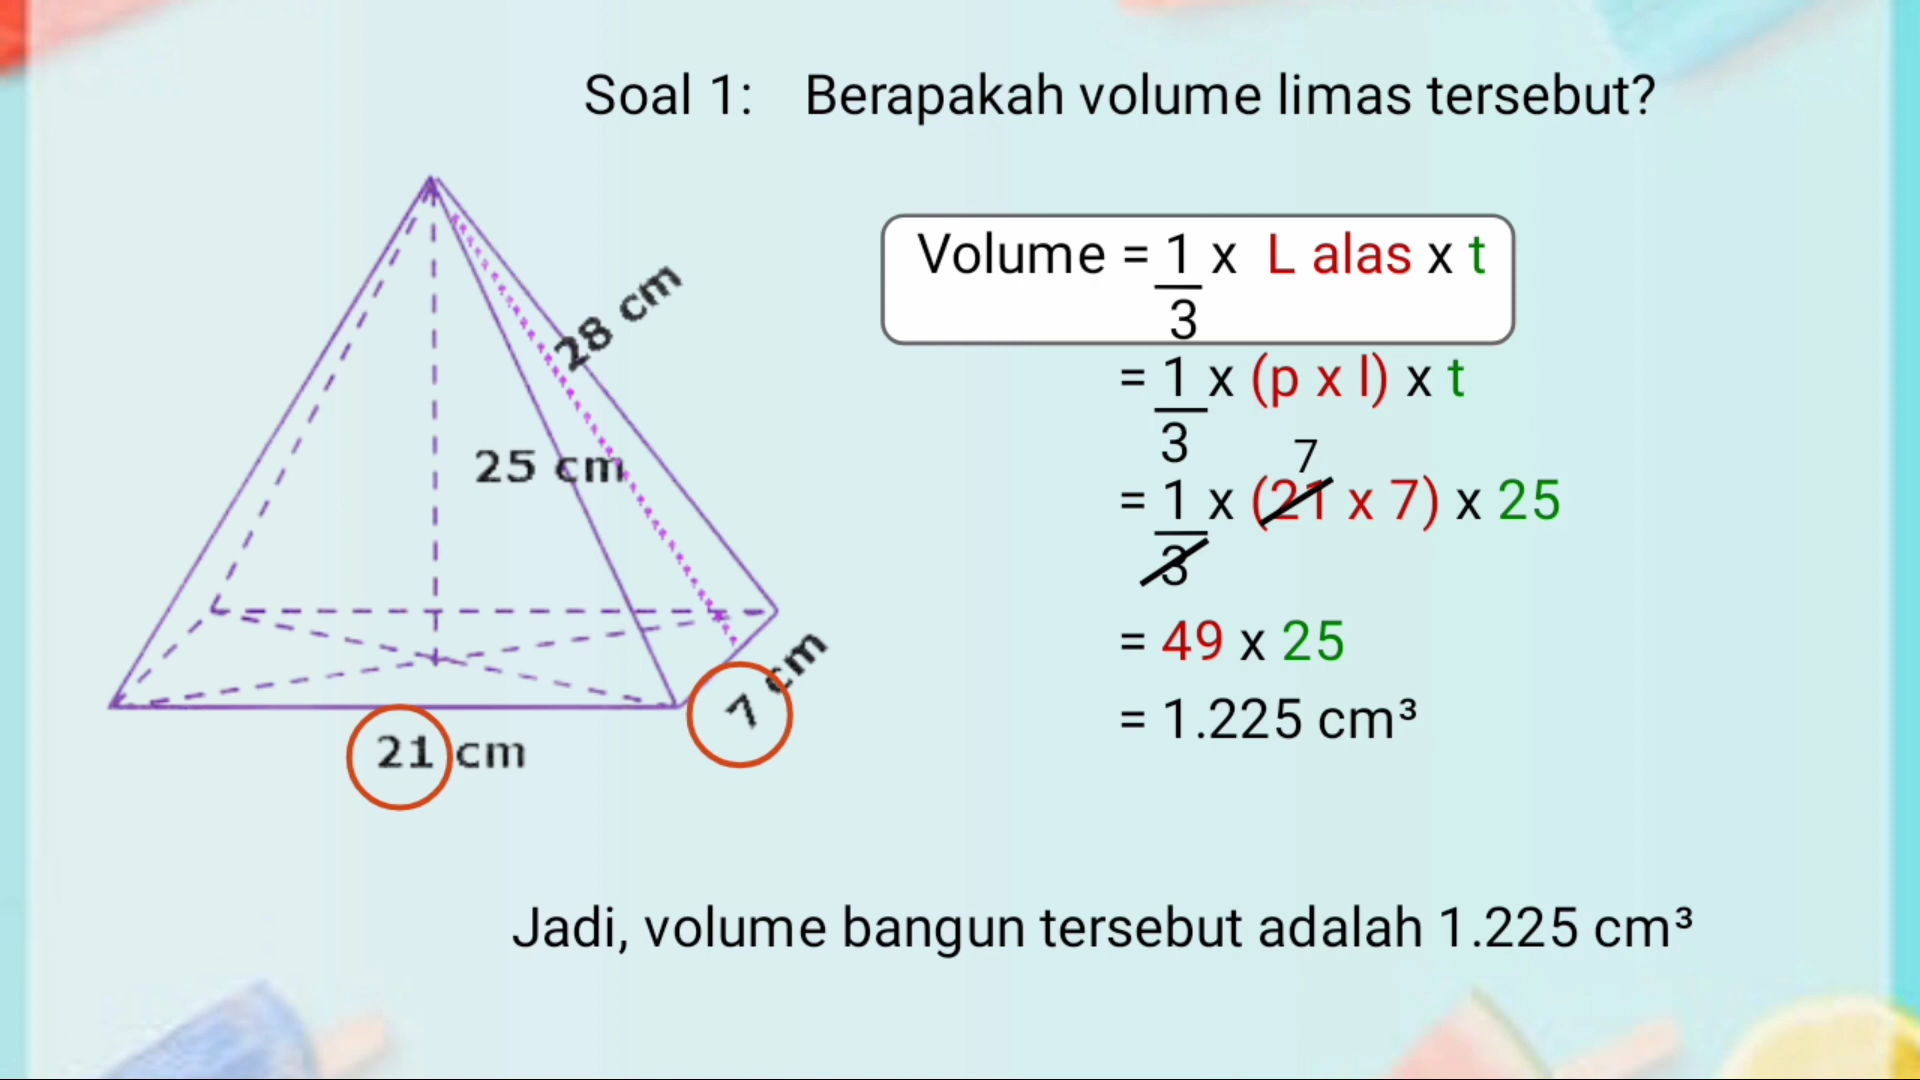 Soal 1: Berapakah volume limas tersebut?
28 cm
25 cm
21 cm
7 cm
Volume = 1/3 x L alas x t
= 1/3 x (p x l) x t
7
= 1/3 x (21 x 7) x 25
= 49 x 25
= 1.225 cm³
Jadi, volume bangun tersebut adalah 1.225 cm³